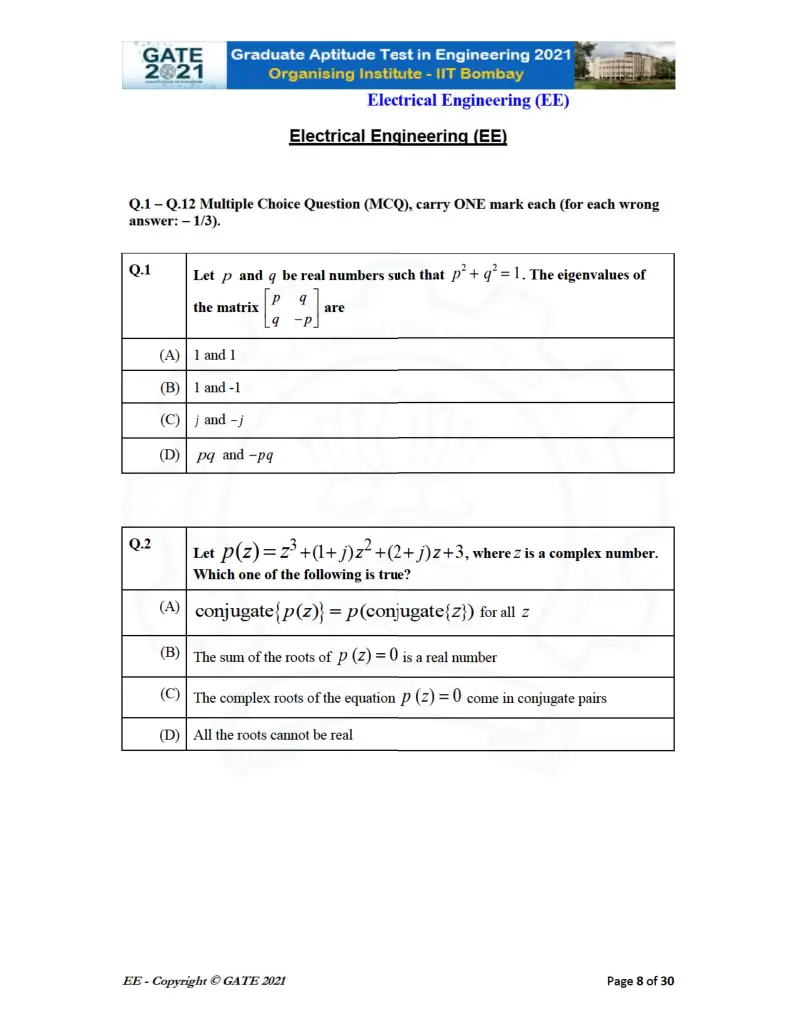 GATE
2021
Graduate Aptitude Test in Engineering 2021
Organising Institute - IIT Bombay
Electrical Engineering (EE)
Electrical Engineering (EE)
Q.1 – Q.12 Multiple Choice Question (MCQ), carry ONE mark each (for each wrong
answer: – 1/3).
Q.1
Let p and q be real numbers such that p² + q² = 1. The eigenvalues of
the matrix [p q; q −p] are
(A) 1 and 1
(B) 1 and -1
(C) j and −j
(D) pq and −pq
Q.2
Let p(z) = z³ + (1+ j)z² + (2+ j)z + 3, where z is a complex number.
Which one of the following is true?
(A) conjugate{p(z)} = p(conjugate{z}) for all z
(B) The sum of the roots of p (z) = 0 is a real number
(C) The complex roots of the equation p (z) = 0 come in conjugate pairs
(D) All the roots cannot be real
EE - Copyright © GATE 2021
Page 8 of 30